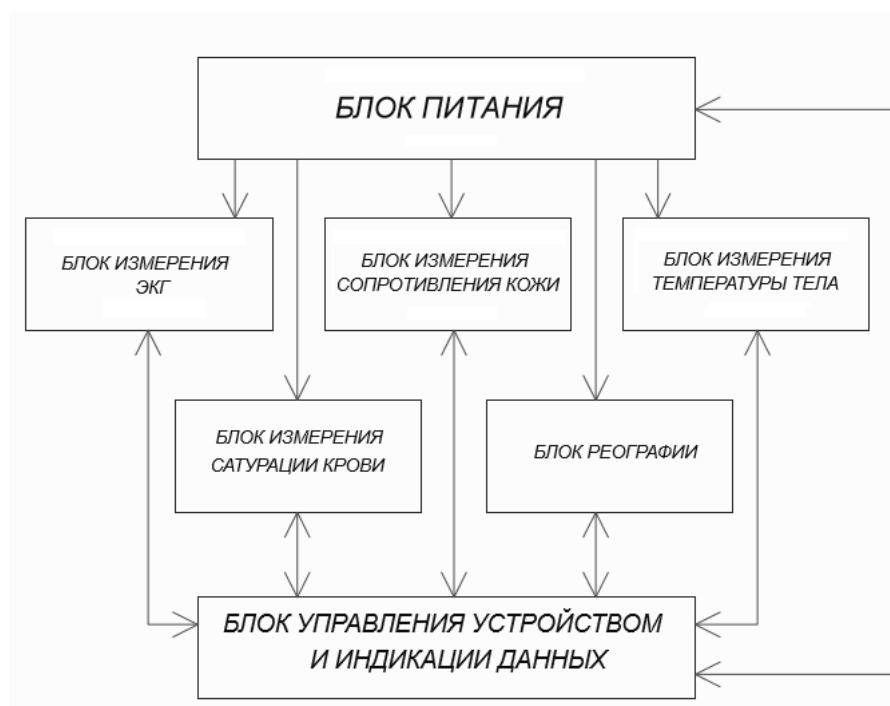 БЛОК ПИТАНИЯ
БЛОК ИЗМЕРЕНИЯ
ЭКГ
БЛОК ИЗМЕРЕНИЯ
СОПРОТИВЛЕНИЯ КОЖИ
БЛОК ИЗМЕРЕНИЯ
ТЕМПЕРАТУРЫ ТЕЛА
БЛОК ИЗМЕРЕНИЯ
САТУРАЦИИ КРОВИ
БЛОК РЕОГРАФИИ
БЛОК УПРАВЛЕНИЯ УСТРОЙСТВОМ
И ИНДИКАЦИИ ДАННЫХ